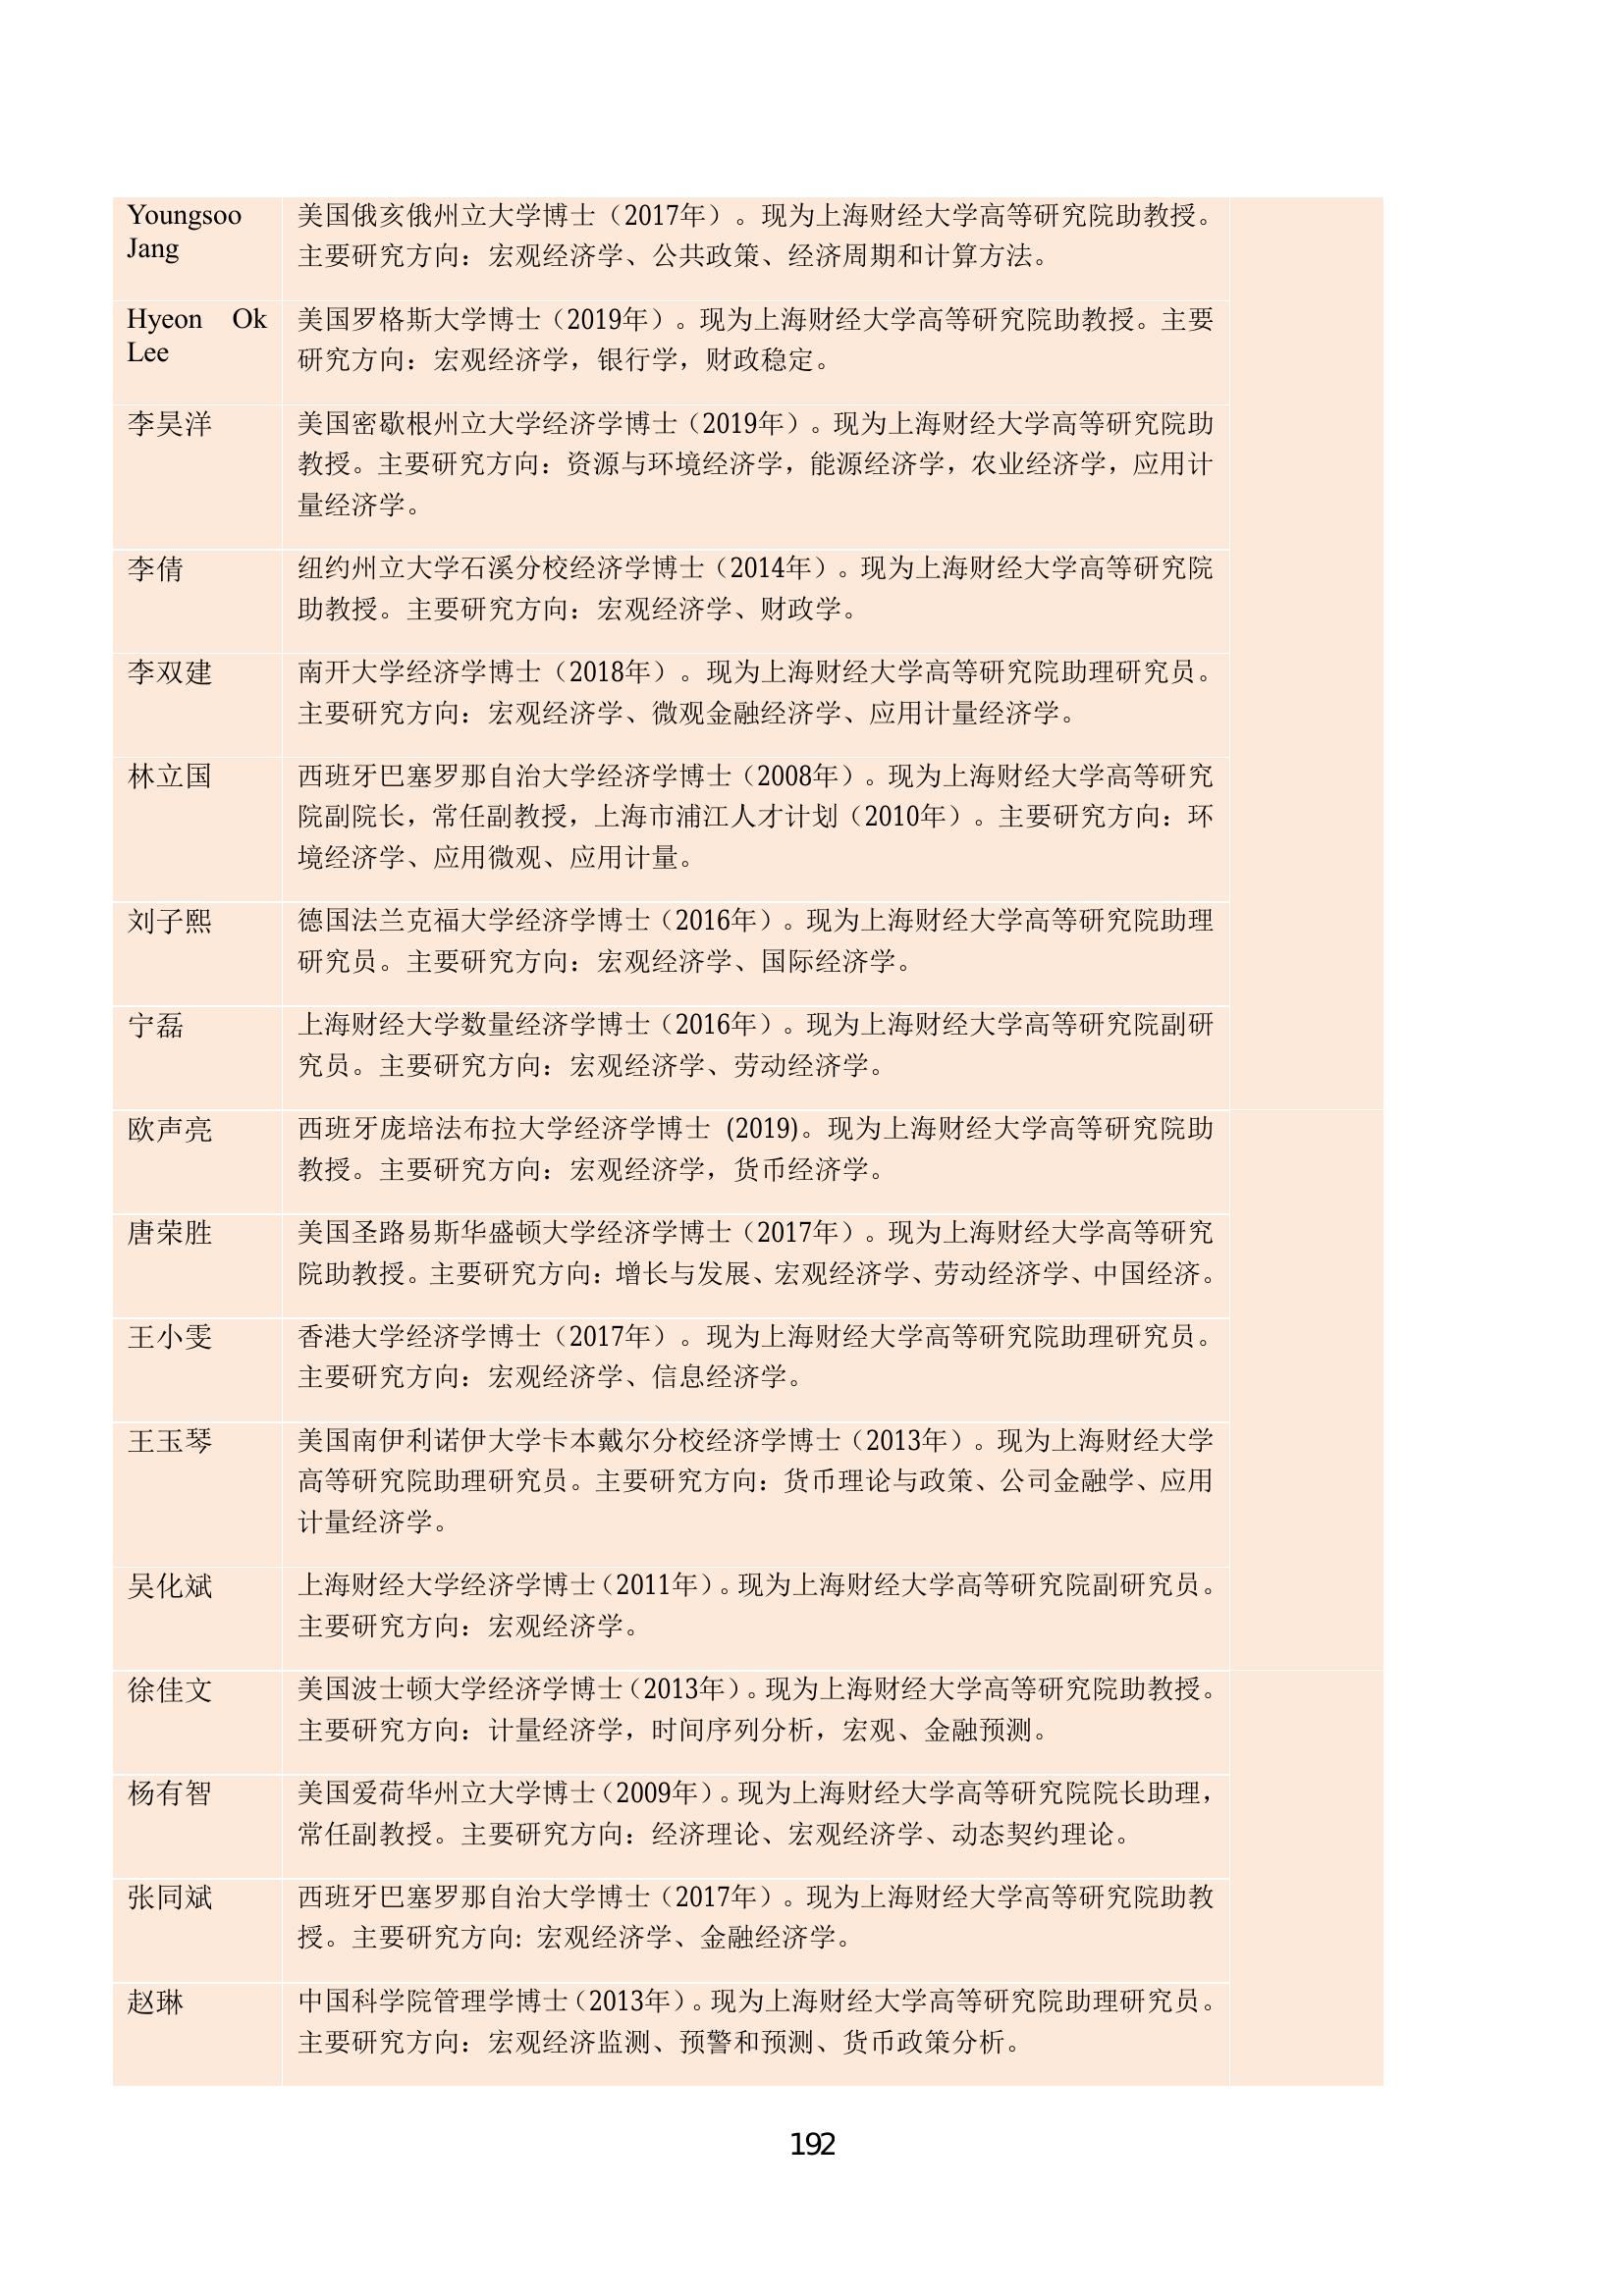 Youngsoo
Jang
美国俄亥俄州立大学博士（2017年）。现为上海财经大学高等研究院助教授。
主要研究方向：宏观经济学、公共政策、经济周期和计算方法。
Hyeon Ok
Lee
美国罗格斯大学博士（2019年）。现为上海财经大学高等研究院助教授。主要
研究方向：宏观经济学，银行学，财政稳定。
李昊洋
美国密歇根州立大学经济学博士（2019年）。现为上海财经大学高等研究院助
教授。主要研究方向：资源与环境经济学，能源经济学，农业经济学，应用计
量经济学。
李倩
纽约州立大学石溪分校经济学博士（2014年）。现为上海财经大学高等研究院
助教授。主要研究方向：宏观经济学、财政学。
李双建
南开大学经济学博士（2018年）。现为上海财经大学高等研究院助理研究员。
主要研究方向：宏观经济学、微观金融经济学、应用计量经济学。
林立国
西班牙巴塞罗那自治大学经济学博士（2008年）。现为上海财经大学高等研究
院副院长，常任副教授，上海市浦江人才计划（2010年）。主要研究方向：环
境经济学、应用微观、应用计量。
刘子熙
德国法兰克福大学经济学博士（2016年）。现为上海财经大学高等研究院助理
研究员。主要研究方向：宏观经济学、国际经济学。
宁磊
上海财经大学数量经济学博士（2016年）。现为上海财经大学高等研究院副研
究员。主要研究方向：宏观经济学、劳动经济学。
欧声亮
西班牙庞培法布拉大学经济学博士 (2019)。现为上海财经大学高等研究院助
教授。主要研究方向：宏观经济学，货币经济学。
唐荣胜
美国圣路易斯华盛顿大学经济学博士（2017年）。现为上海财经大学高等研究
院助教授。主要研究方向：增长与发展、宏观经济学、劳动经济学、中国经济。
王小雯
香港大学经济学博士（2017年）。现为上海财经大学高等研究院助理研究员。
主要研究方向：宏观经济学、信息经济学。
王玉琴
美国南伊利诺伊大学卡本戴尔分校经济学博士（2013年）。现为上海财经大学
高等研究院助理研究员。主要研究方向：货币理论与政策、公司金融学、应用
计量经济学。
吴化斌
上海财经大学经济学博士（2011年）。现为上海财经大学高等研究院副研究员。
主要研究方向：宏观经济学。
徐佳文
美国波士顿大学经济学博士（2013年）。现为上海财经大学高等研究院助教授。
主要研究方向：计量经济学，时间序列分析，宏观、金融预测。
杨有智
美国爱荷华州立大学博士（2009年）。现为上海财经大学高等研究院院长助理，
常任副教授。主要研究方向：经济理论、宏观经济学、动态契约理论。
张同斌
西班牙巴塞罗那自治大学博士（2017年）。现为上海财经大学高等研究院助教
授。主要研究方向: 宏观经济学、金融经济学。
赵琳
中国科学院管理学博士（2013年）。现为上海财经大学高等研究院助理研究员。
主要研究方向：宏观经济监测、预警和预测、货币政策分析。
192